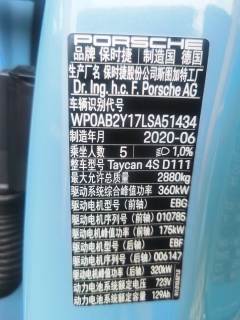 PORSCHE
品牌 保时捷 制造国 德国
生产厂名 保时捷股份公司斯图加特工厂
Dr. Ing. h.c. F. Porsche AG
车辆识别代号
WP0AB2Y17LSA51434
制造年月 2020-06
乘坐人数 5 1,0%
整车型号 Taycan 4S D111
最大允许总质量 2880kg
驱动系统综合峰值功率 360kW
驱动电机型号（前轴） EBG
驱动电机序列号（前轴） 010785
驱动电机峰值功率（前轴） 175kW
驱动电机型号（后轴） EBF
驱动电机序列号（后轴） 006147
驱动电机峰值功率（后轴） 320kW
动力电池系统额定电压 723V
动力电池系统额定容量 129Ah